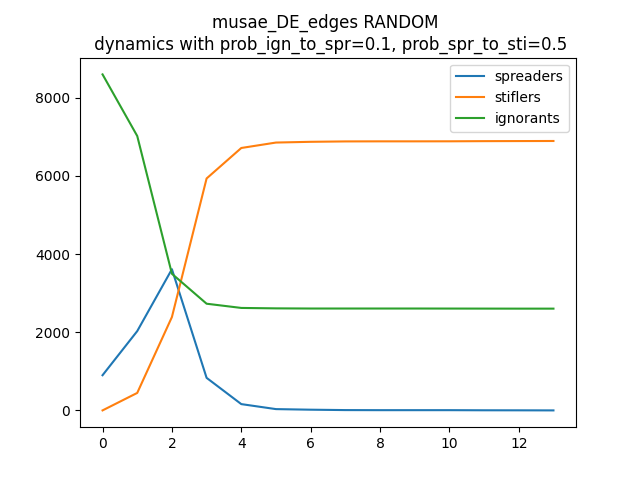 musae_DE_edges RANDOM
dynamics with prob_ign_to_spr=0.1, prob_spr_to_sti=0.5
spreaders
stiflers
ignorants
8000
6000
4000
2000
0
0 2 4 6 8 10 12